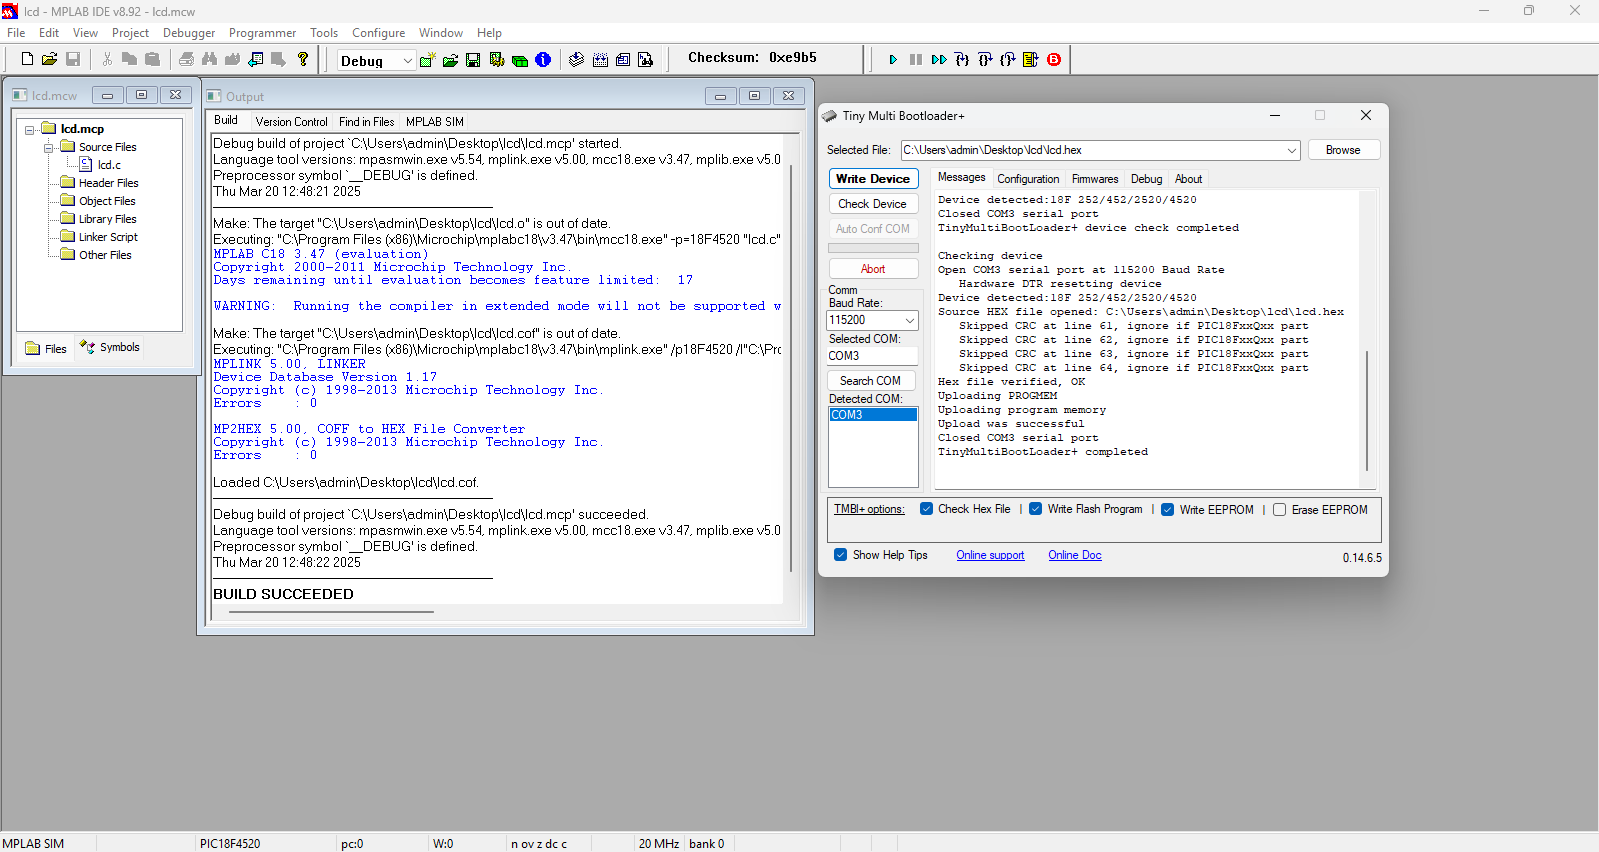 lcd - MPLAB IDE v8.92 - lcd.mcw
File Edit View Project Debugger Programmer Tools Configure Window Help
Debug
Checksum: 0xe9b5
lcd.mcw
lcd.mcp
Source Files
lcd.c
Header Files
Object Files
Library Files
Linker Script
Other Files
Files
Symbols
Output
Build Version Control Find in Files MPLAB SIM
Debug build of project `C:\Users\admin\Desktop\lcd\lcd.mcp' started.
Language tool versions: mpasmwin.exe v5.54, mplink.exe v5.00, mcc18.exe v3.47, mplib.exe v5.0
Preprocessor symbol `__DEBUG' is defined.
Thu Mar 20 12:48:21 2025
Make: The target "C:\Users\admin\Desktop\lcd\lcd.o" is out of date.
Executing: "C:\Program Files (x86)\Microchip\mplabc18\v3.47\bin\mcc18.exe" -p=18F4520 "lcd.c"
MPLAB C18 3.47 (evaluation)
Copyright 2000-2011 Microchip Technology Inc.
Days remaining until evaluation becomes feature limited: 17
WARNING: Running the compiler in extended mode will not be supported w
Make: The target "C:\Users\admin\Desktop\lcd\lcd.cof" is out of date.
Executing: "C:\Program Files (x86)\Microchip\mplabc18\v3.47\bin\mplink.exe" /p18F4520 /l"C:\Prc
MPLINK 5.00, LINKER
Device Database Version 1.17
Copyright (c) 1998-2013 Microchip Technology Inc.
Errors : 0
MP2HEX 5.00, COFF to HEX File Converter
Copyright (c) 1998-2013 Microchip Technology Inc.
Errors : 0
Loaded C:\Users\admin\Desktop\lcd\lcd.cof.
Debug build of project `C:\Users\admin\Desktop\lcd\lcd.mcp' succeeded.
Language tool versions: mpasmwin.exe v5.54, mplink.exe v5.00, mcc18.exe v3.47, mplib.exe v5.0
Preprocessor symbol `__DEBUG' is defined.
Thu Mar 20 12:48:22 2025
BUILD SUCCEEDED
Tiny Multi Bootloader+
Selected File: C:\Users\admin\Desktop\lcd\lcd.hex Browse
Write Device
Check Device
Auto Conf COM
Abort
Comm
Baud Rate:
115200
Selected COM:
COM3
Search COM
Detected COM:
COM3
Messages Configuration Firmwares Debug About
Device detected:18F 252/452/2520/4520
Closed COM3 serial port
TinyMultiBootLoader+ device check completed
Checking device
Open COM3 serial port at 115200 Baud Rate
Hardware DTR resetting device
Device detected:18F 252/452/2520/4520
Source HEX file opened: C:\Users\admin\Desktop\lcd\lcd.hex
Skipped CRC at line 61, ignore if PIC18FxxQxx part
Skipped CRC at line 62, ignore if PIC18FxxQxx part
Skipped CRC at line 63, ignore if PIC18FxxQxx part
Skipped CRC at line 64, ignore if PIC18FxxQxx part
Hex file verified, OK
Uploading PROGMEM
Uploading program memory
Upload was successful
Closed COM3 serial port
TinyMultiBootLoader+ completed
TMBl+ options: Check Hex File | Write Flash Program | Write EEPROM | Erase EEPROM
Show Help Tips Online support Online Doc 0.14.6.5
MPLAB SIM PIC18F4520 pc:0 W:0 n ov z dc c 20 MHz bank 0